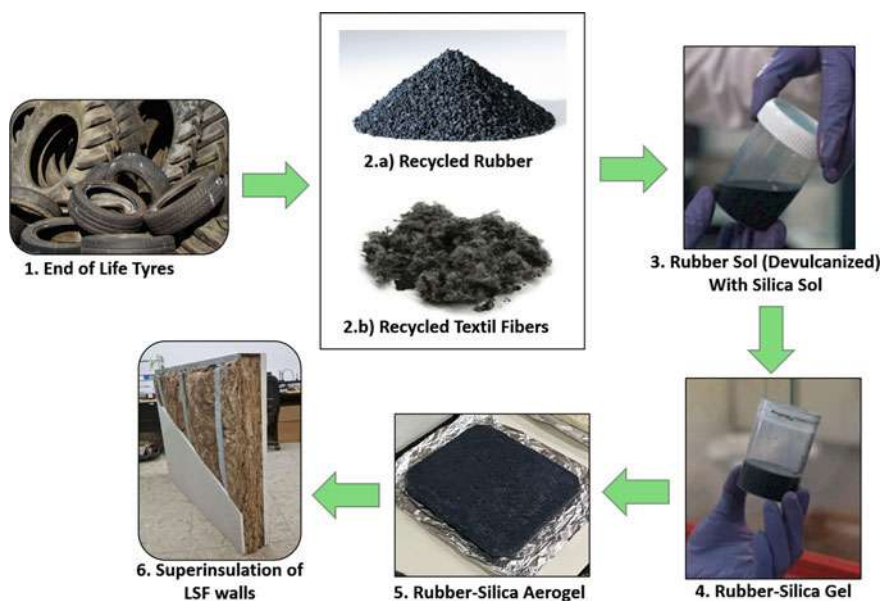 1. End of Life Tyres
2.a) Recycled Rubber
2.b) Recycled Textil Fibers
3. Rubber Sol (Devulcanized)
With Silica Sol
4. Rubber-Silica Gel
5. Rubber-Silica Aerogel
6. Superinsulation of
LSF walls